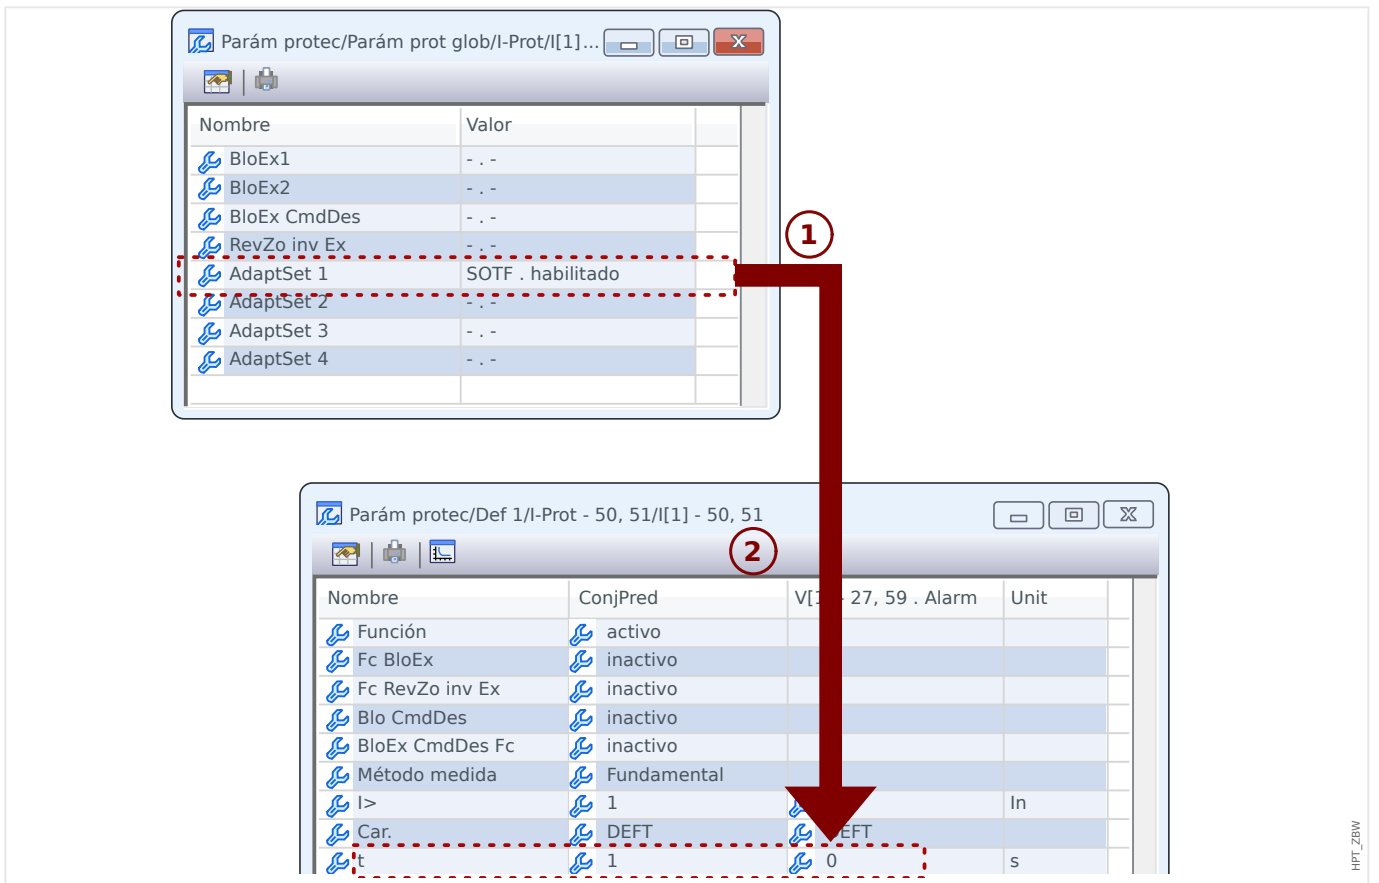 Parám protec/Parám prot glob/I-Prot/I[1]...
Nombre Valor
BloEx1 - . -
BloEx2 - . -
BloEx CmdDes - . -
RevZo inv Ex - . -
AdaptSet 1 SOTF . habilitado
AdaptSet 2 - . -
AdaptSet 3 - . -
AdaptSet 4 - . -
1
Parám protec/Def 1/I-Prot - 50, 51/I[1] - 50, 51
2
Nombre ConjPred 27, 59 . Alarm Unit
Función activo
Fc BloEx inactivo
Fc RevZo inv Ex inactivo
Blo CmdDes inactivo
BloEx CmdDes Fc inactivo
Método medida Fundamental
I> 1 In
Car. DEFT
t 1 0 s
HPT_ZBW